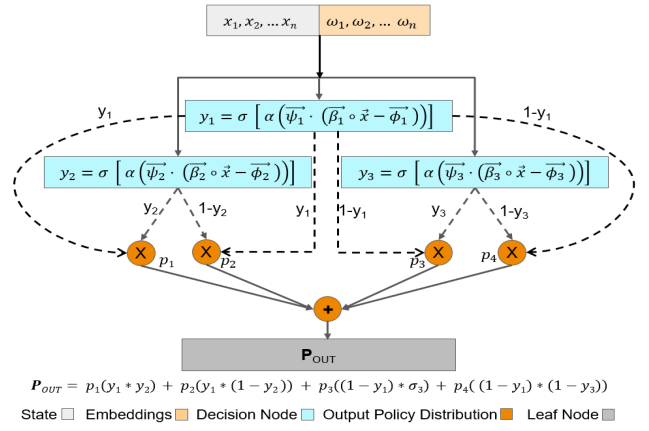 x₁, x₂, … xₙ ω₁, ω₂, … ωₙ
y₁ 1-y₁
y₁ = σ [ α ( ψ₁⃗ · (β₁⃗ ∘ x⃗ − ϕ₁⃗ ))]
y₂ = σ [ α ( ψ₂⃗ · (β₂⃗ ∘ x⃗ − ϕ₂⃗ ))] y₃ = σ [ α ( ψ₃⃗ · (β₃⃗ ∘ x⃗ − ϕ₃⃗ ))]
y₂ 1-y₂ y₁ 1-y₁ y₃ 1-y₃
X X X X
p₁ p₂ p₃ p₄
+
P_OUT
P_OUT = p₁(y₁ * y₂) + p₂(y₁ * (1 − y₂)) + p₃((1 − y₁) * σ₃) + p₄( (1 − y₁) * (1 − y₃))
State Embeddings Decision Node Output Policy Distribution Leaf Node